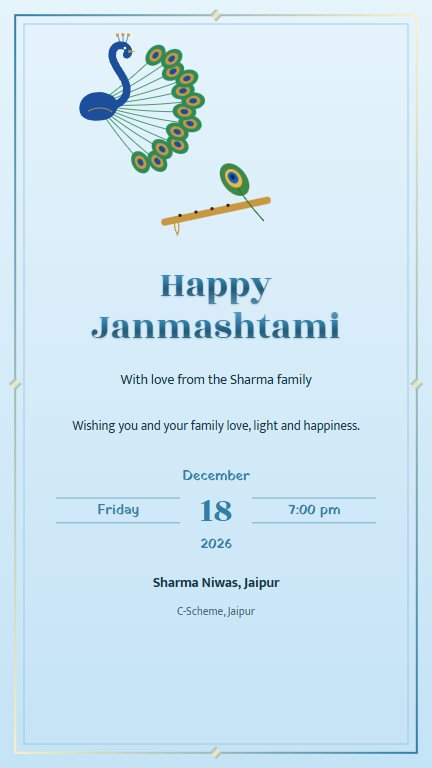 Happy
Janmashtami
With love from the Sharma family
Wishing you and your family love, light and happiness.
December
Friday 18 7:00 pm
2026
Sharma Niwas, Jaipur
C-Scheme, Jaipur